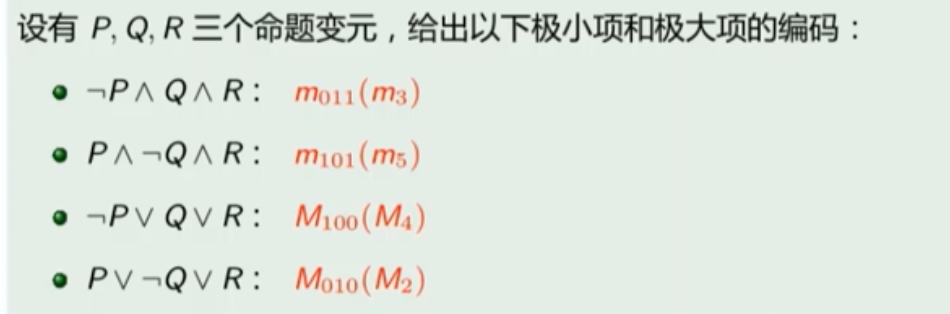 设有 P, Q, R 三个命题变元，给出以下极小项和极大项的编码：
¬P∧Q∧R： m₀₁₁(m₃)
P∧¬Q∧R： m₁₀₁(m₅)
¬P∨Q∨R： M₁₀₀(M₄)
P∨¬Q∨R： M₀₁₀(M₂)